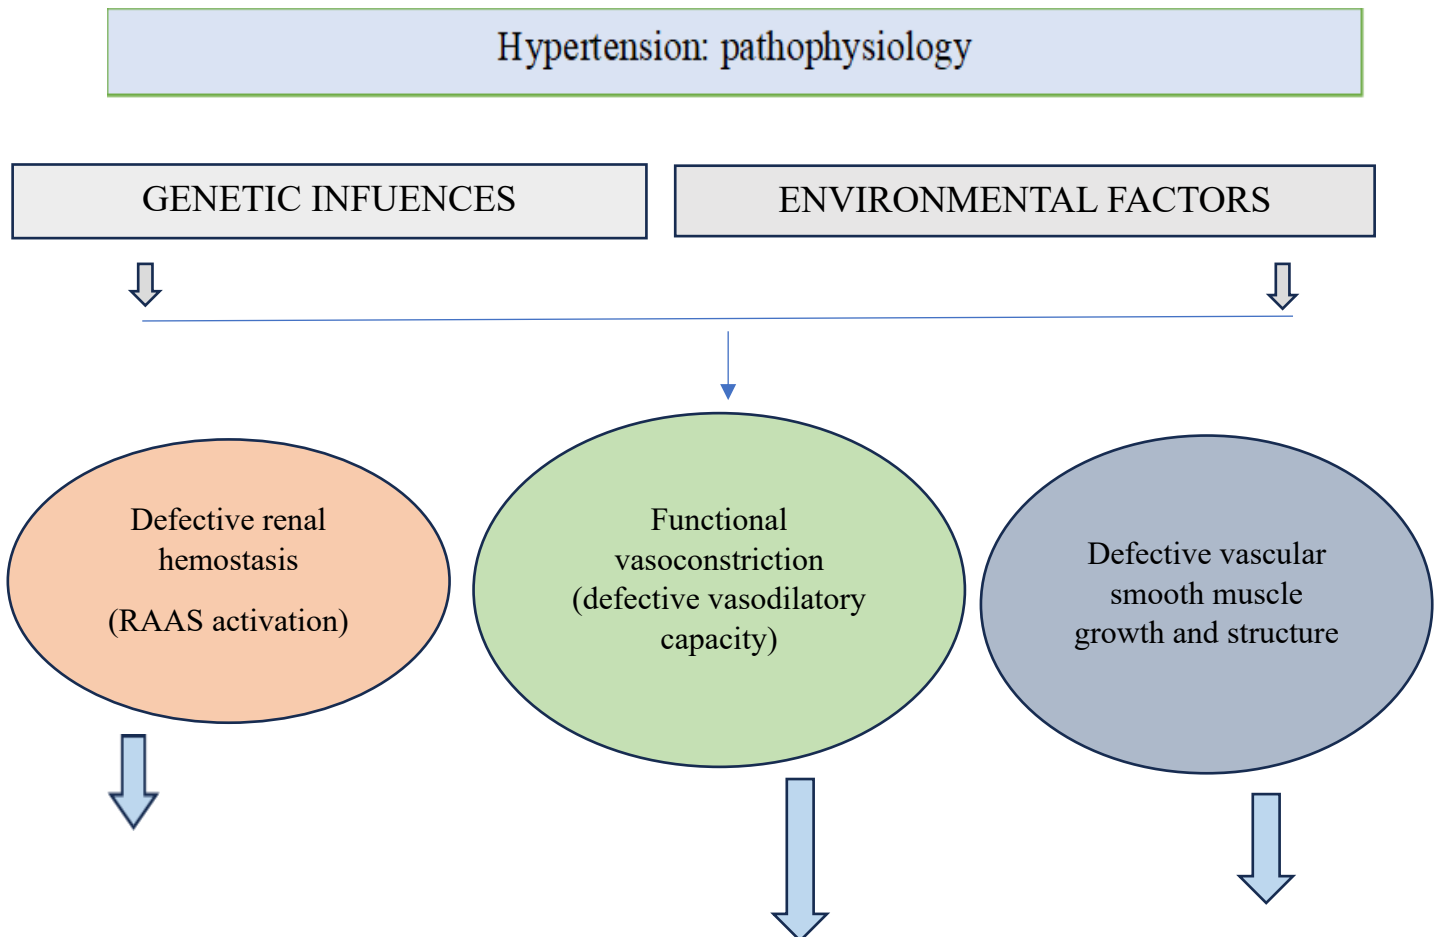 Hypertension: pathophysiology
GENETIC INFUENCES
ENVIRONMENTAL FACTORS
Defective renal
hemostasis
(RAAS activation)
Functional
vasoconstriction
(defective vasodilatory
capacity)
Defective vascular
smooth muscle
growth and structure